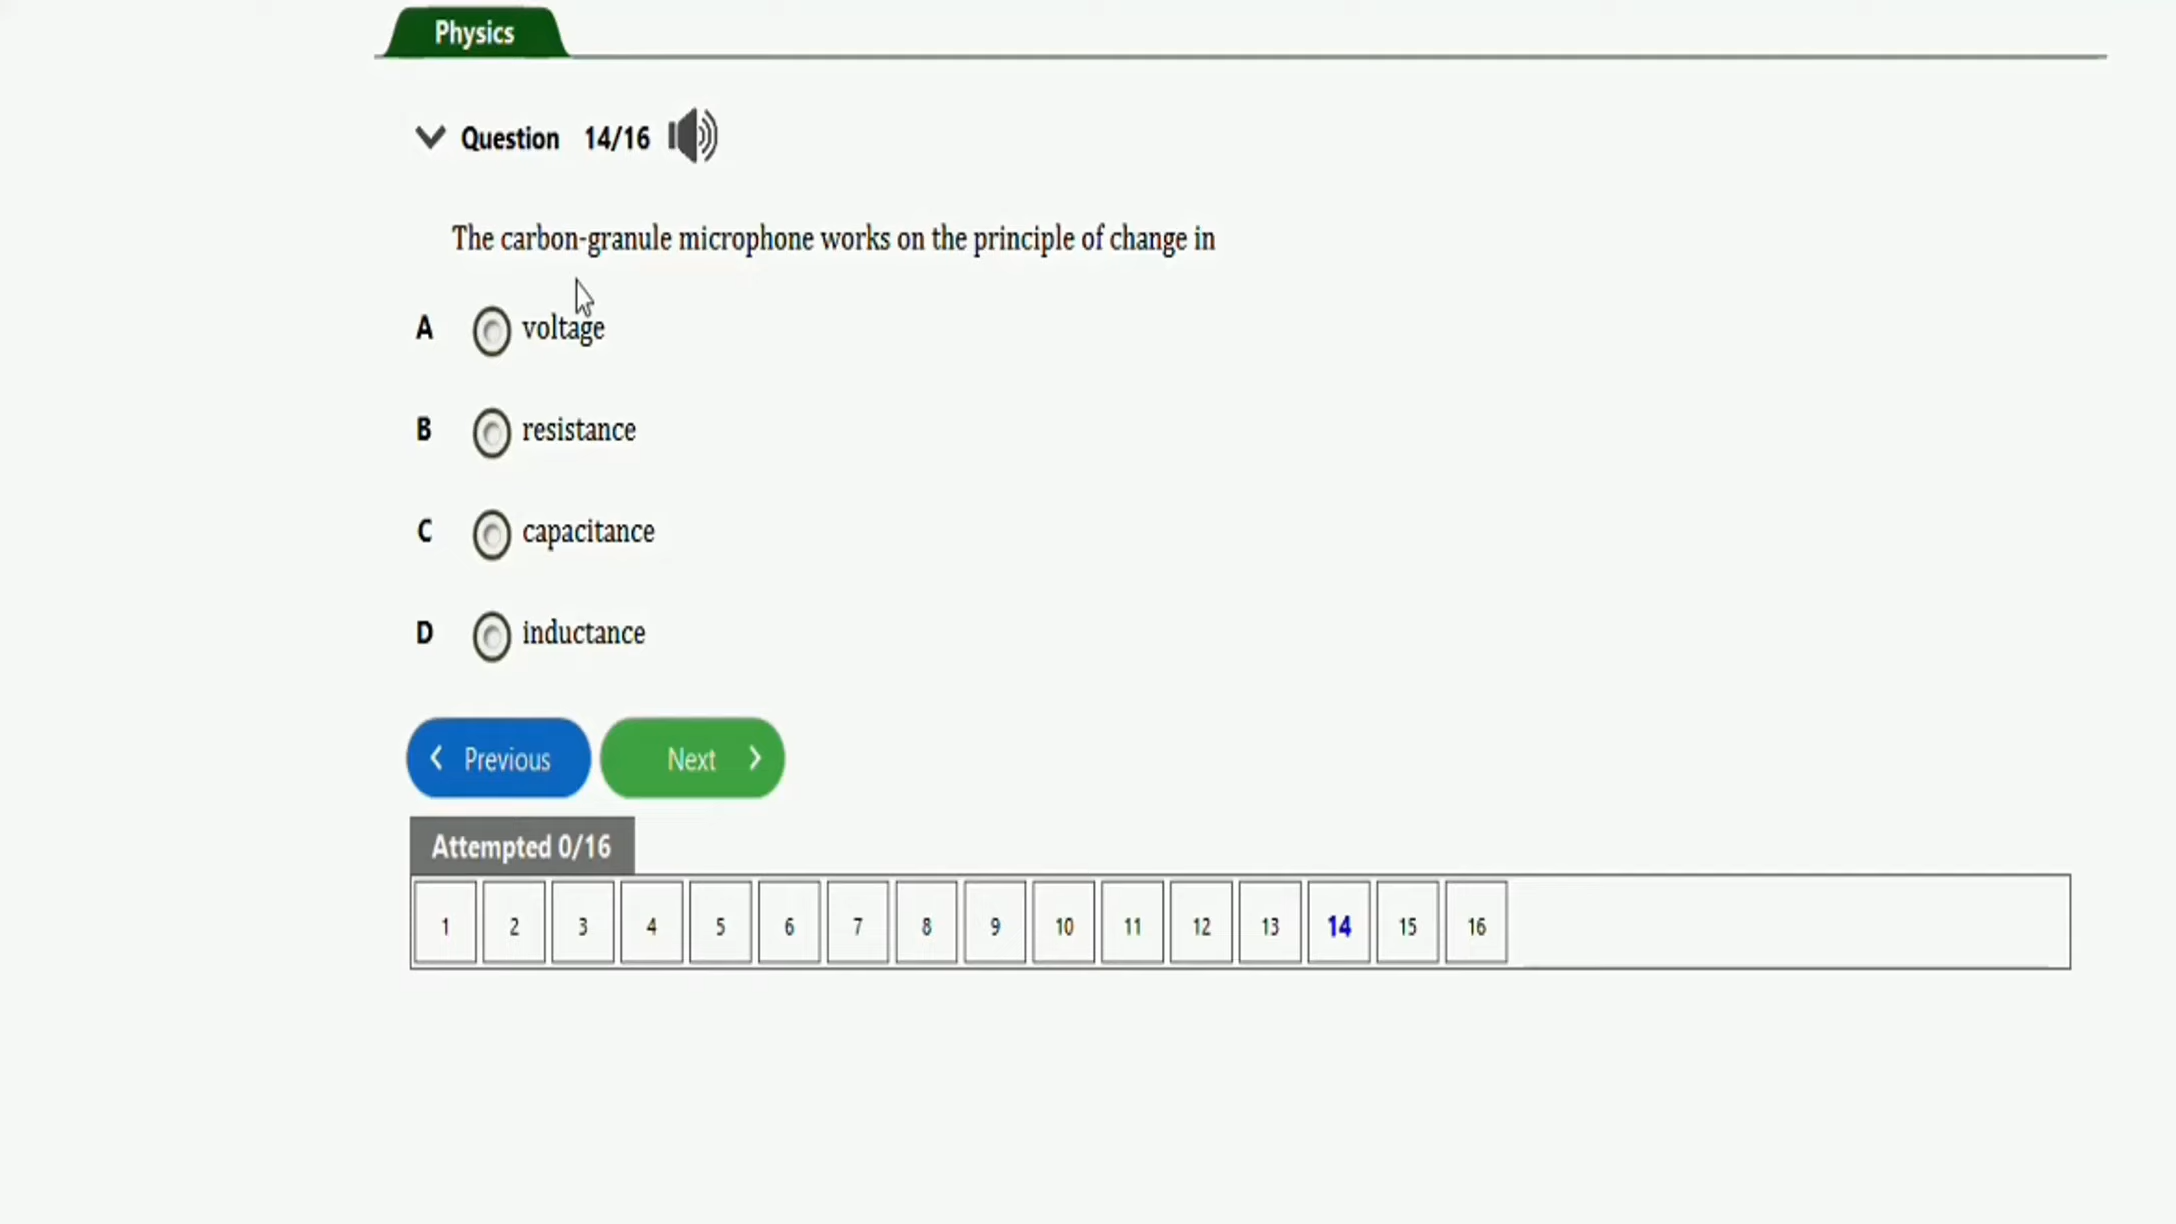 Physics
Question 14/16
The carbon-granule microphone works on the principle of change in
A voltage
B resistance
C capacitance
D inductance
Previous Next
Attempted 0/16
1 2 3 4 5 6 7 8 9 10 11 12 13 14 15 16